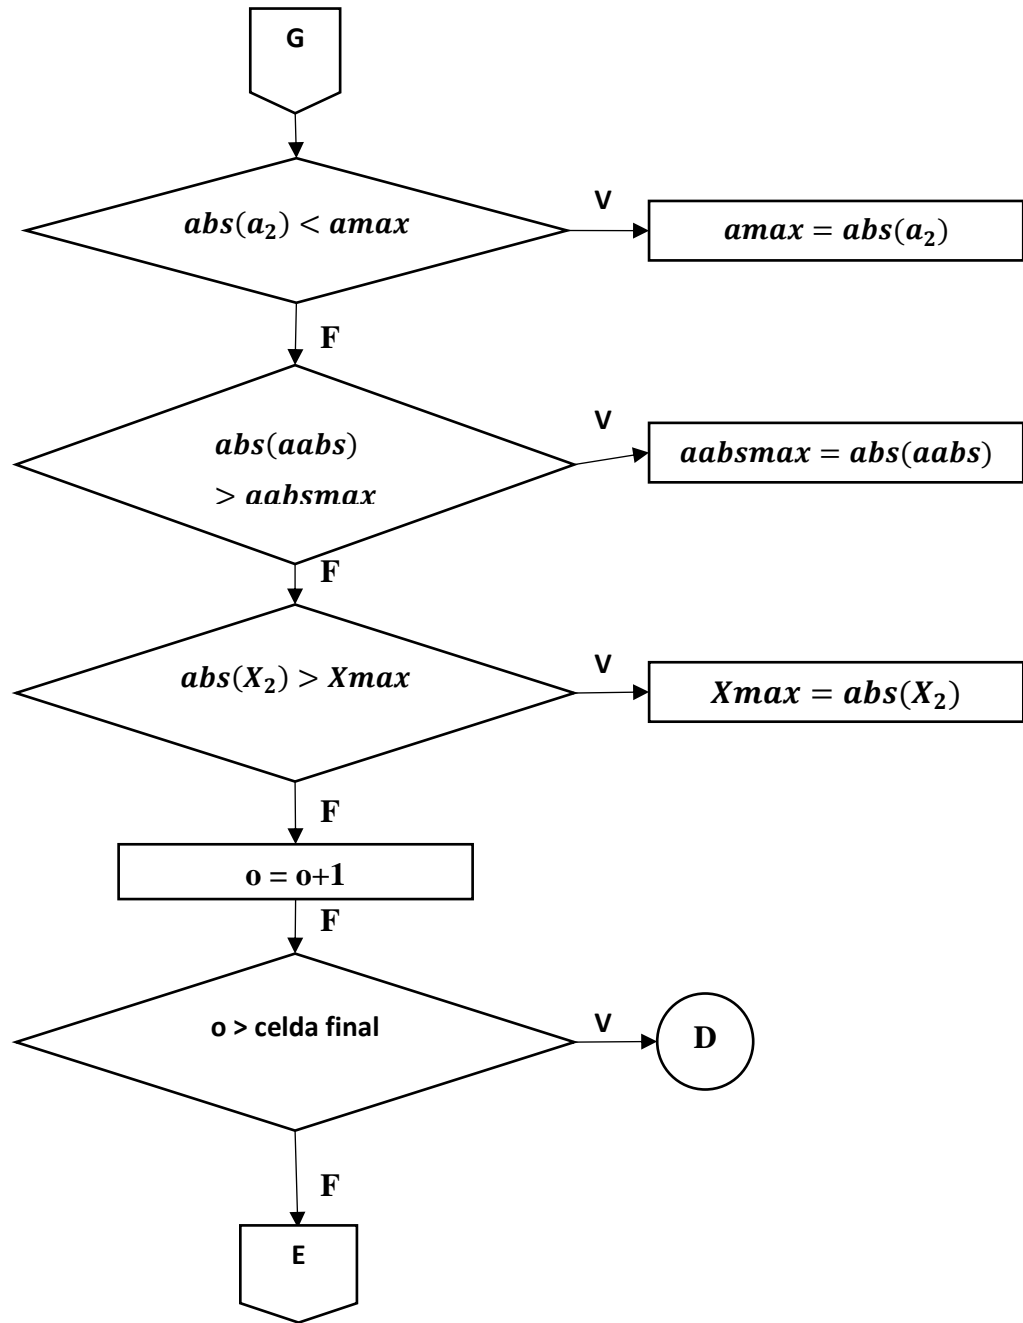 G
abs(a₂) < amax
V
amax = abs(a₂)
F
abs(aabs)
> aabsmax
V
aabsmax = abs(aabs)
F
abs(X₂) > Xmax
V
Xmax = abs(X₂)
F
o = o+1
F
o > celda final
V
D
F
E